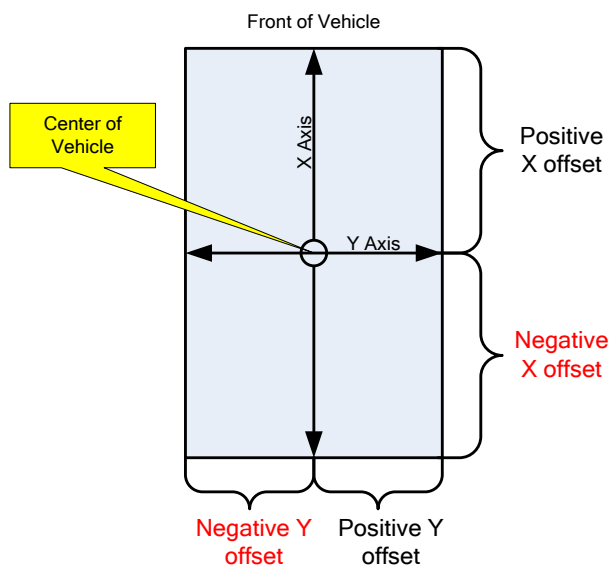 Front of Vehicle
Center of
Vehicle
X Axis
Positive
X offset
Y Axis
Negative
X offset
Negative Y
offset
Positive Y
offset